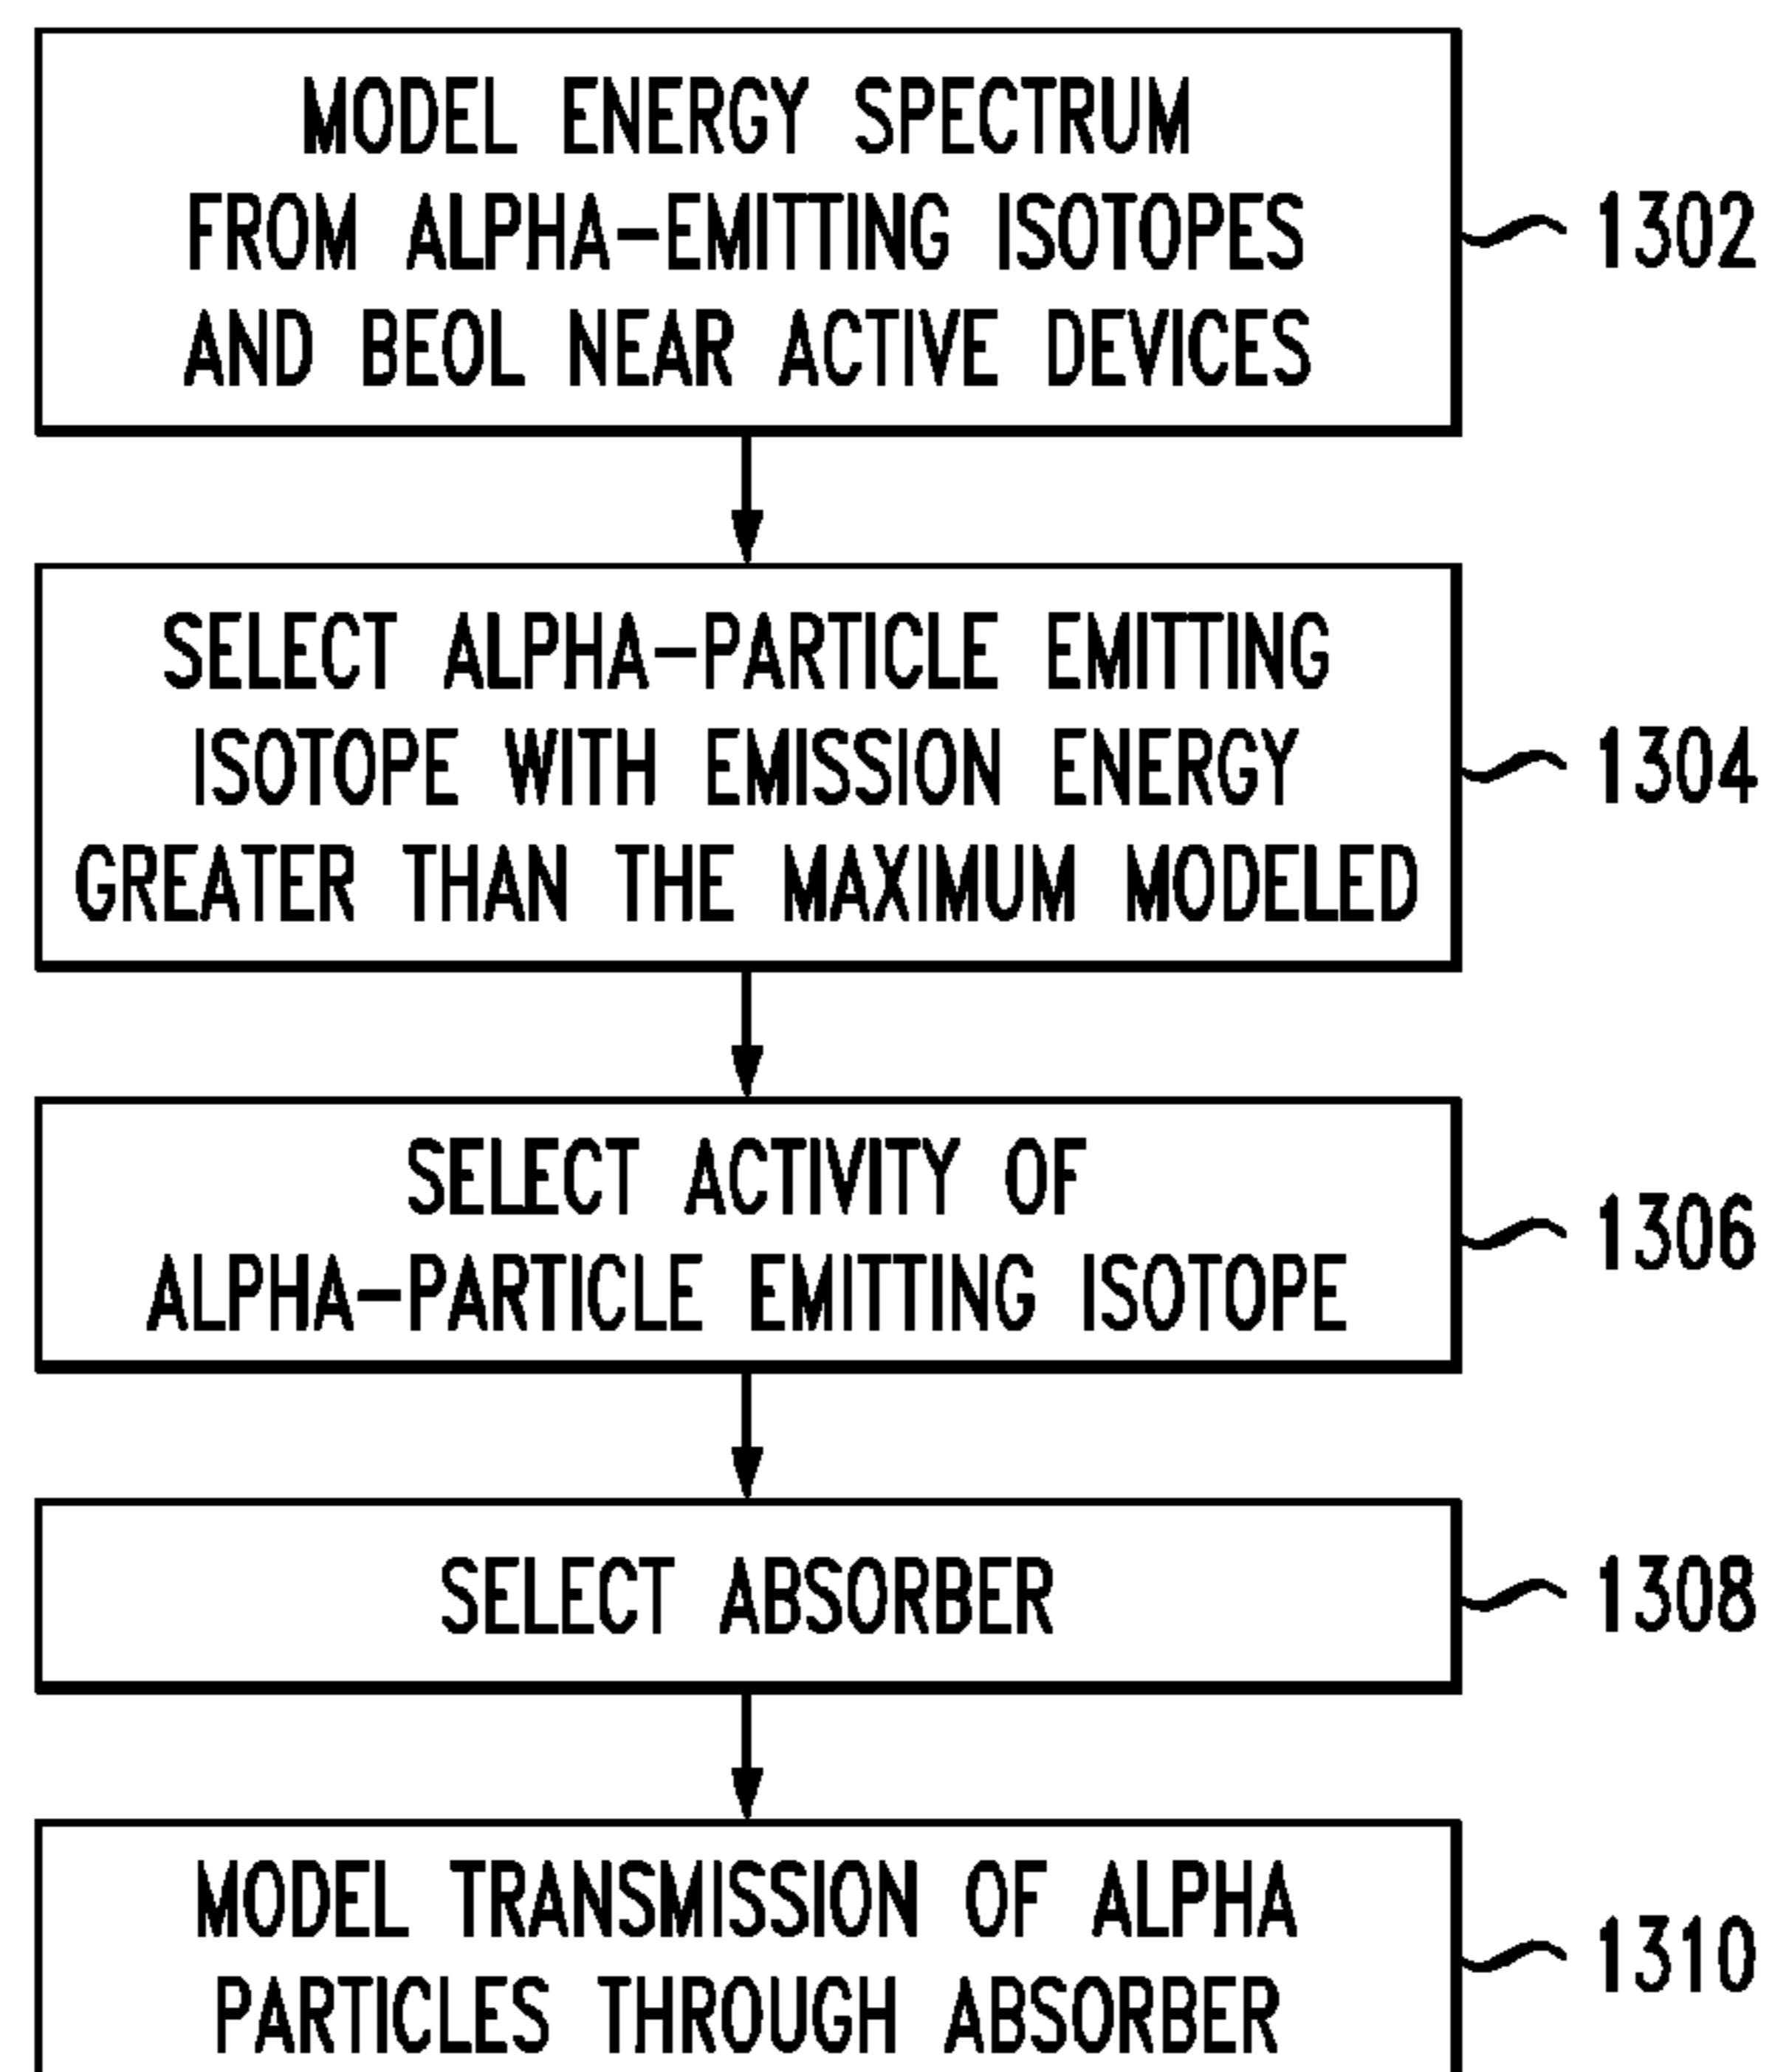 MODEL ENERGY SPECTRUM
FROM ALPHA-EMITTING ISOTOPES
AND BEOL NEAR ACTIVE DEVICES
1302
SELECT ALPHA-PARTICLE EMITTING
ISOTOPE WITH EMISSION ENERGY
GREATER THAN THE MAXIMUM MODELED
1304
SELECT ACTIVITY OF
ALPHA-PARTICLE EMITTING ISOTOPE
1306
SELECT ABSORBER
1308
MODEL TRANSMISSION OF ALPHA
PARTICLES THROUGH ABSORBER
1310